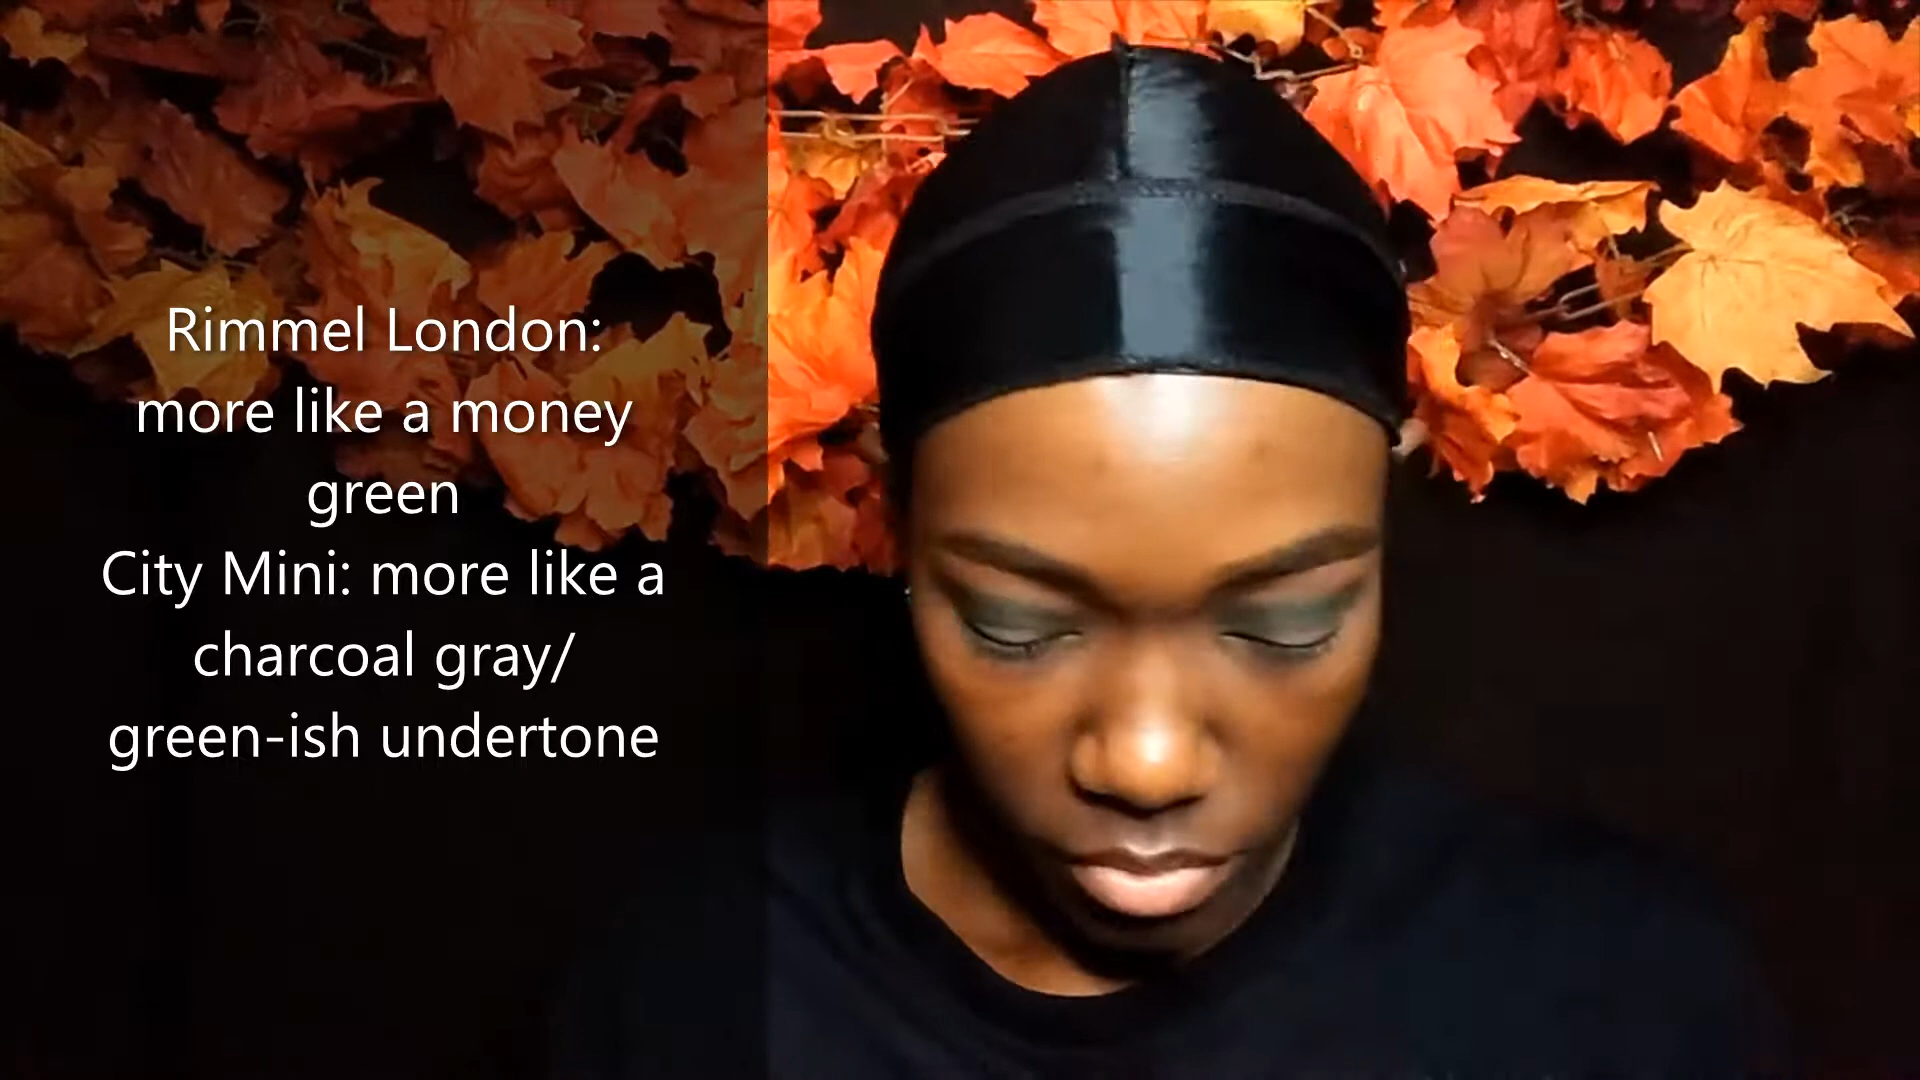 Rimmel London:
more like a money
green
City Mini: more like a
charcoal gray/
green-ish undertone